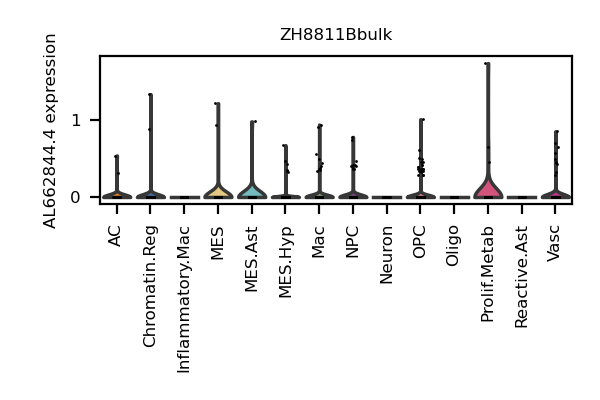 ZH8811Bbulk
AL662844.4 expression
1
0
AC
Chromatin.Reg
Inflammatory.Mac
MES
MES.Ast
MES.Hyp
Mac
NPC
Neuron
OPC
Oligo
Prolif.Metab
Reactive.Ast
Vasc